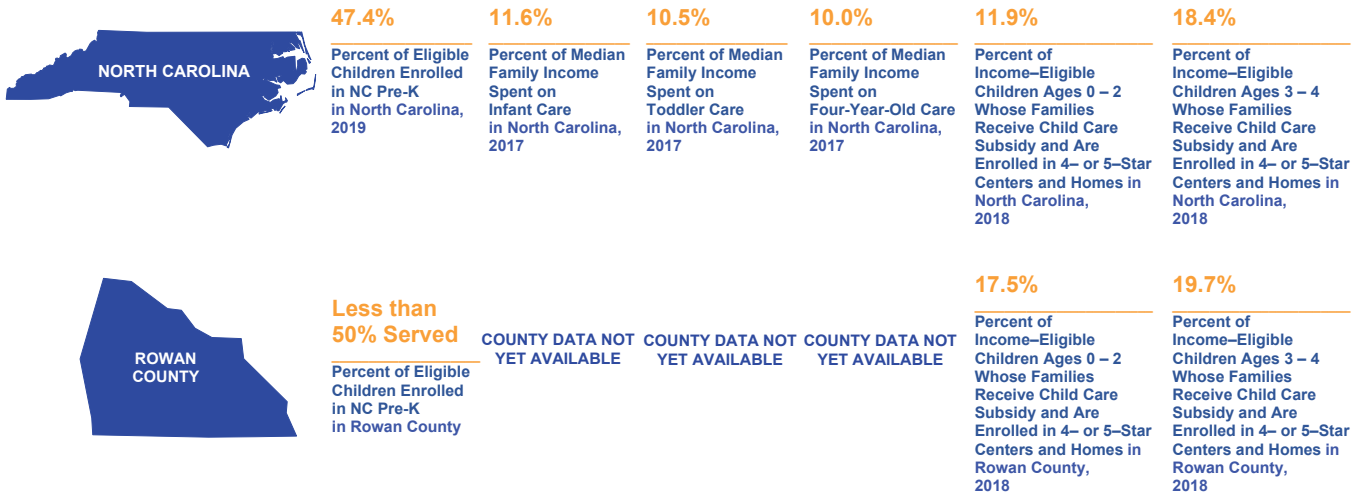 NORTH CAROLINA
47.4%
Percent of Eligible
Children Enrolled
in NC Pre-K
in North Carolina,
2019
11.6%
Percent of Median
Family Income
Spent on
Infant Care
in North Carolina,
2017
10.5%
Percent of Median
Family Income
Spent on
Toddler Care
in North Carolina,
2017
10.0%
Percent of Median
Family Income
Spent on
Four-Year-Old Care
in North Carolina,
2017
11.9%
Percent of
Income–Eligible
Children Ages 0 – 2
Whose Families
Receive Child Care
Subsidy and Are
Enrolled in 4– or 5–Star
Centers and Homes in
North Carolina,
2018
18.4%
Percent of
Income–Eligible
Children Ages 3 – 4
Whose Families
Receive Child Care
Subsidy and Are
Enrolled in 4– or 5–Star
Centers and Homes in
North Carolina,
2018
ROWAN
COUNTY
Less than
50% Served
Percent of Eligible
Children Enrolled
in NC Pre-K
in Rowan County
COUNTY DATA NOT
YET AVAILABLE
COUNTY DATA NOT
YET AVAILABLE
COUNTY DATA NOT
YET AVAILABLE
17.5%
Percent of
Income–Eligible
Children Ages 0 – 2
Whose Families
Receive Child Care
Subsidy and Are
Enrolled in 4– or 5–Star
Centers and Homes in
Rowan County,
2018
19.7%
Percent of
Income–Eligible
Children Ages 3 – 4
Whose Families
Receive Child Care
Subsidy and Are
Enrolled in 4– or 5–Star
Centers and Homes in
Rowan County,
2018